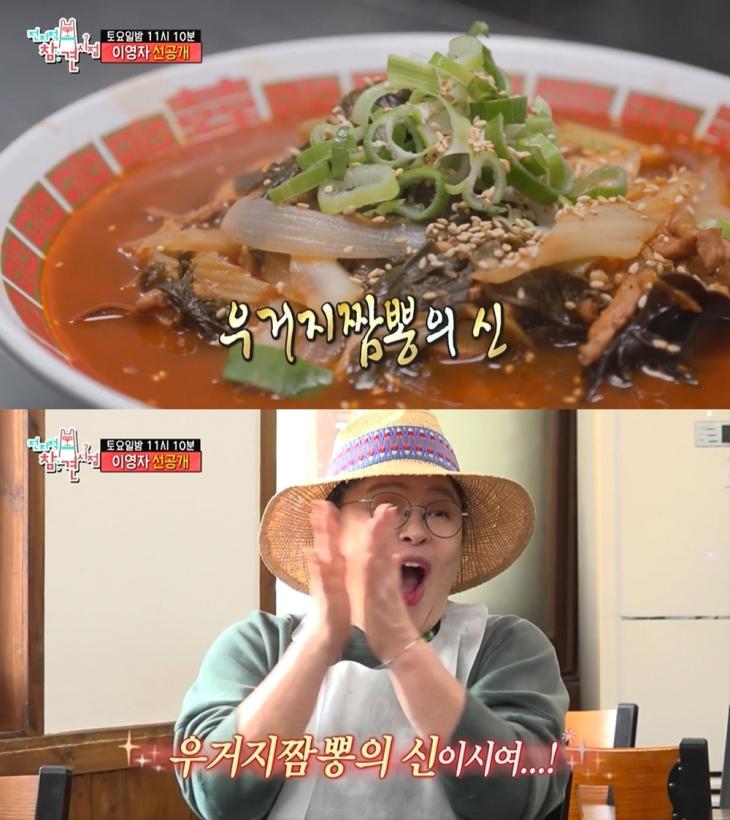 전지적
참견시점
토요일밤 11시 10분
이영자 선공개
우거지짬뽕의 신
전지적
참견시점
토요일밤 11시 10분
이영자 선공개
우거지짬뽕의 신이시여...!